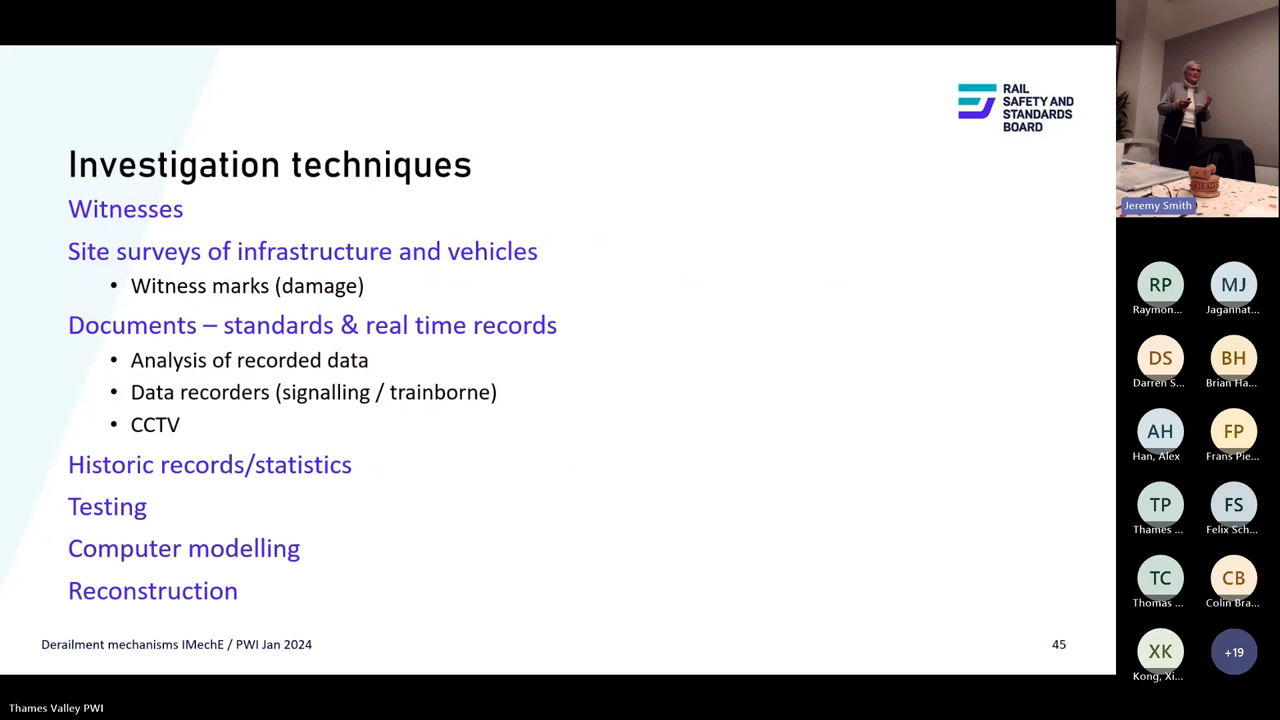 RAIL
SAFETY AND
STANDARDS
BOARD
Investigation techniques
Witnesses
Site surveys of infrastructure and vehicles
• Witness marks (damage)
Documents – standards & real time records
• Analysis of recorded data
• Data recorders (signalling / trainborne)
• CCTV
Historic records/statistics
Testing
Computer modelling
Reconstruction
Derailment mechanisms IMechE / PWI Jan 2024
45
Jeremy Smith
RP
Raymon...
MJ
Jagannat...
DS
Darren S...
BH
Brian Ha...
AH
Han, Alex
FP
Frans Pie...
TP
Thames ...
FS
Felix Sch...
TC
Thomas ...
CB
Colin Bra...
XK
Kong, Xi...
+19
Thames Valley PWI